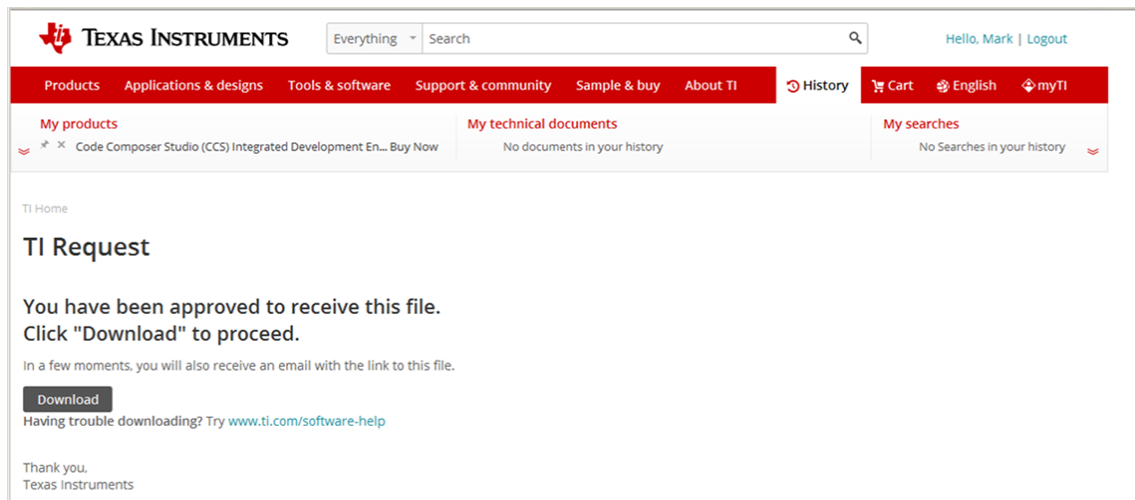 TEXAS INSTRUMENTS
Everything Search
Hello, Mark | Logout
Products Applications & designs Tools & software Support & community Sample & buy About TI History Cart English myTI
My products My technical documents My searches
Code Composer Studio (CCS) Integrated Development En... Buy Now No documents in your history No Searches in your history
TI Home
TI Request
You have been approved to receive this file.
Click "Download" to proceed.
In a few moments, you will also receive an email with the link to this file.
Download
Having trouble downloading? Try www.ti.com/software-help
Thank you,
Texas Instruments